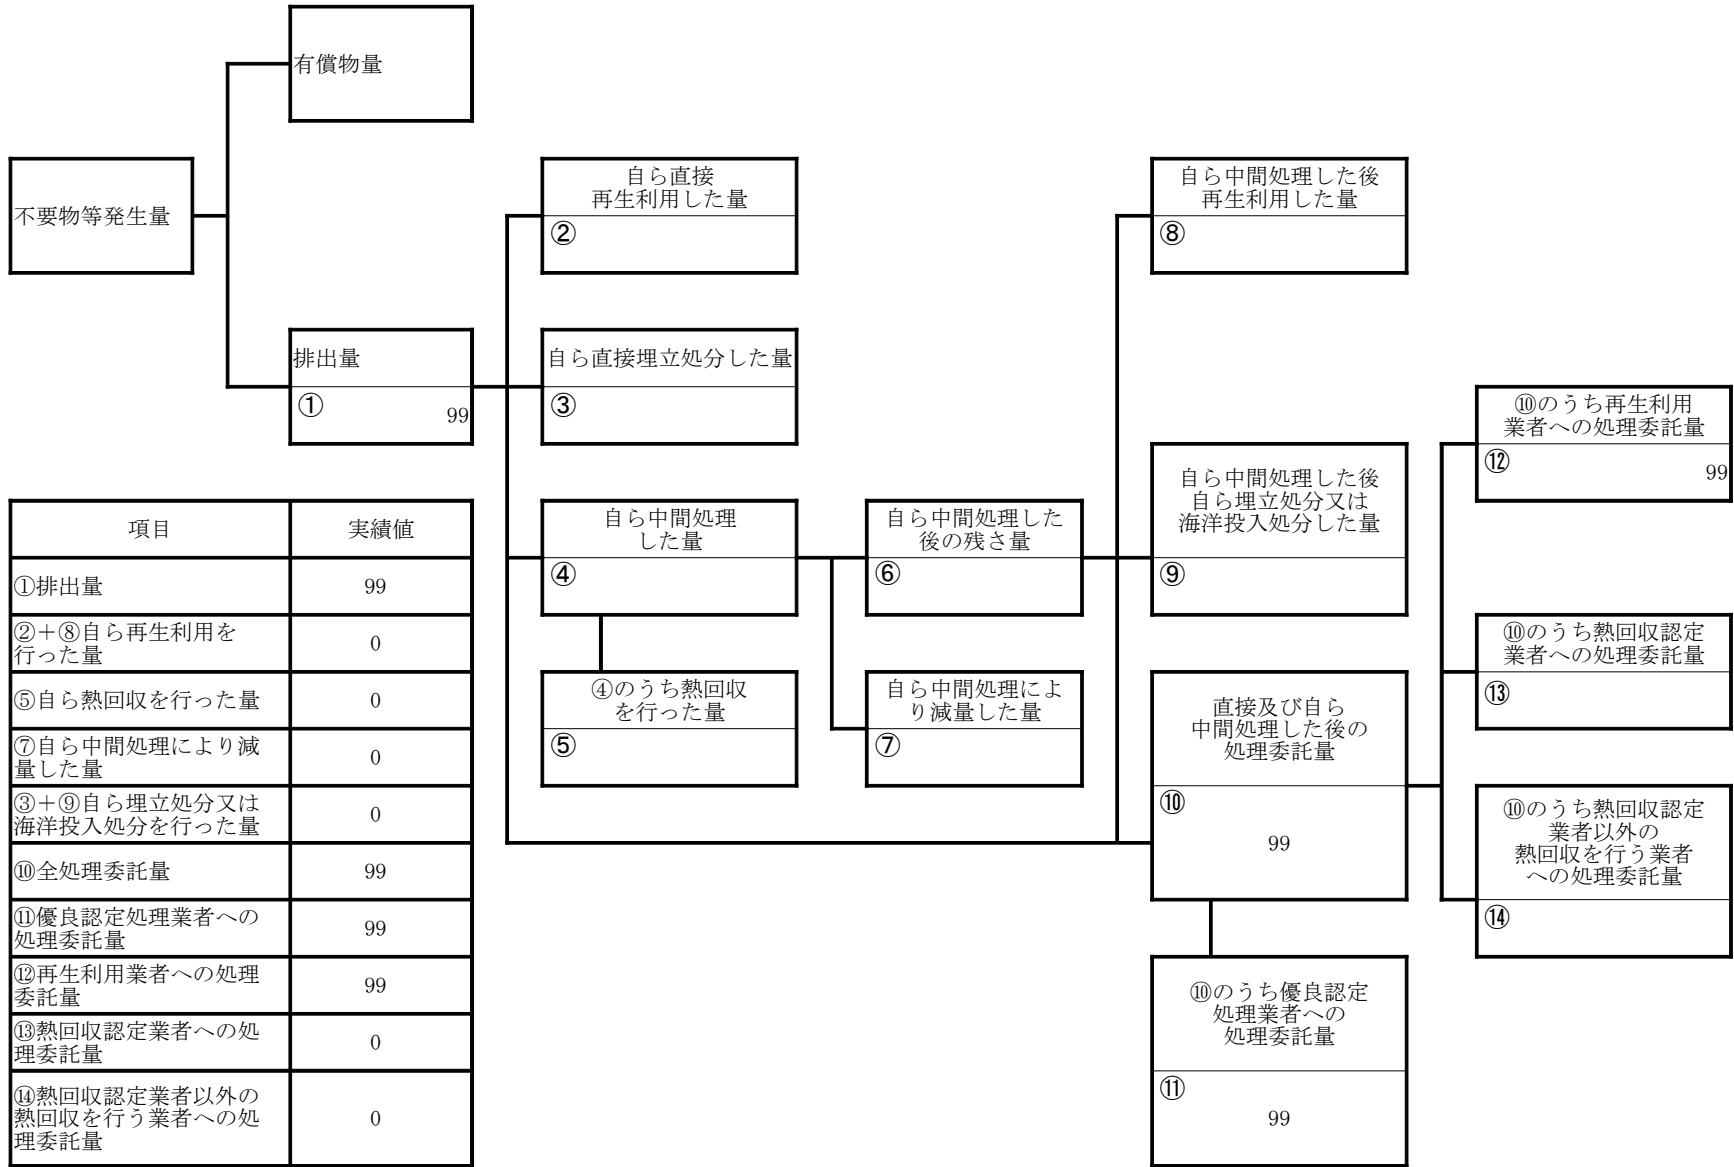 有償物量
不要物等発生量
自ら直接
再生利用した量
②
自ら中間処理した後
再生利用した量
⑧
排出量
①
99
自ら直接埋立処分した量
③
⑩のうち再生利用
業者への処理委託量
⑫
99
自ら中間処理
した量
④
自ら中間処理した
後の残さ量
⑥
自ら中間処理した後
自ら埋立処分又は
海洋投入処分した量
⑨
⑩のうち熱回収認定
業者への処理委託量
⑬
④のうち熱回収
を行った量
⑤
自ら中間処理によ
り減量した量
⑦
直接及び自ら
中間処理した後の
処理委託量
⑩
99
⑩のうち熱回収認定
業者以外の
熱回収を行う業者
への処理委託量
⑭
⑩のうち優良認定
処理業者への
処理委託量
⑪
99
項目
実績値
①排出量
99
②＋⑧自ら再生利用を
行った量
0
⑤自ら熱回収を行った量
0
⑦自ら中間処理により減
量した量
0
③＋⑨自ら埋立処分又は
海洋投入処分を行った量
0
⑩全処理委託量
99
⑪優良認定処理業者への
処理委託量
99
⑫再生利用業者への処理
委託量
99
⑬熱回収認定業者への処
理委託量
0
⑭熱回収認定業者以外の
熱回収を行う業者への処
理委託量
0